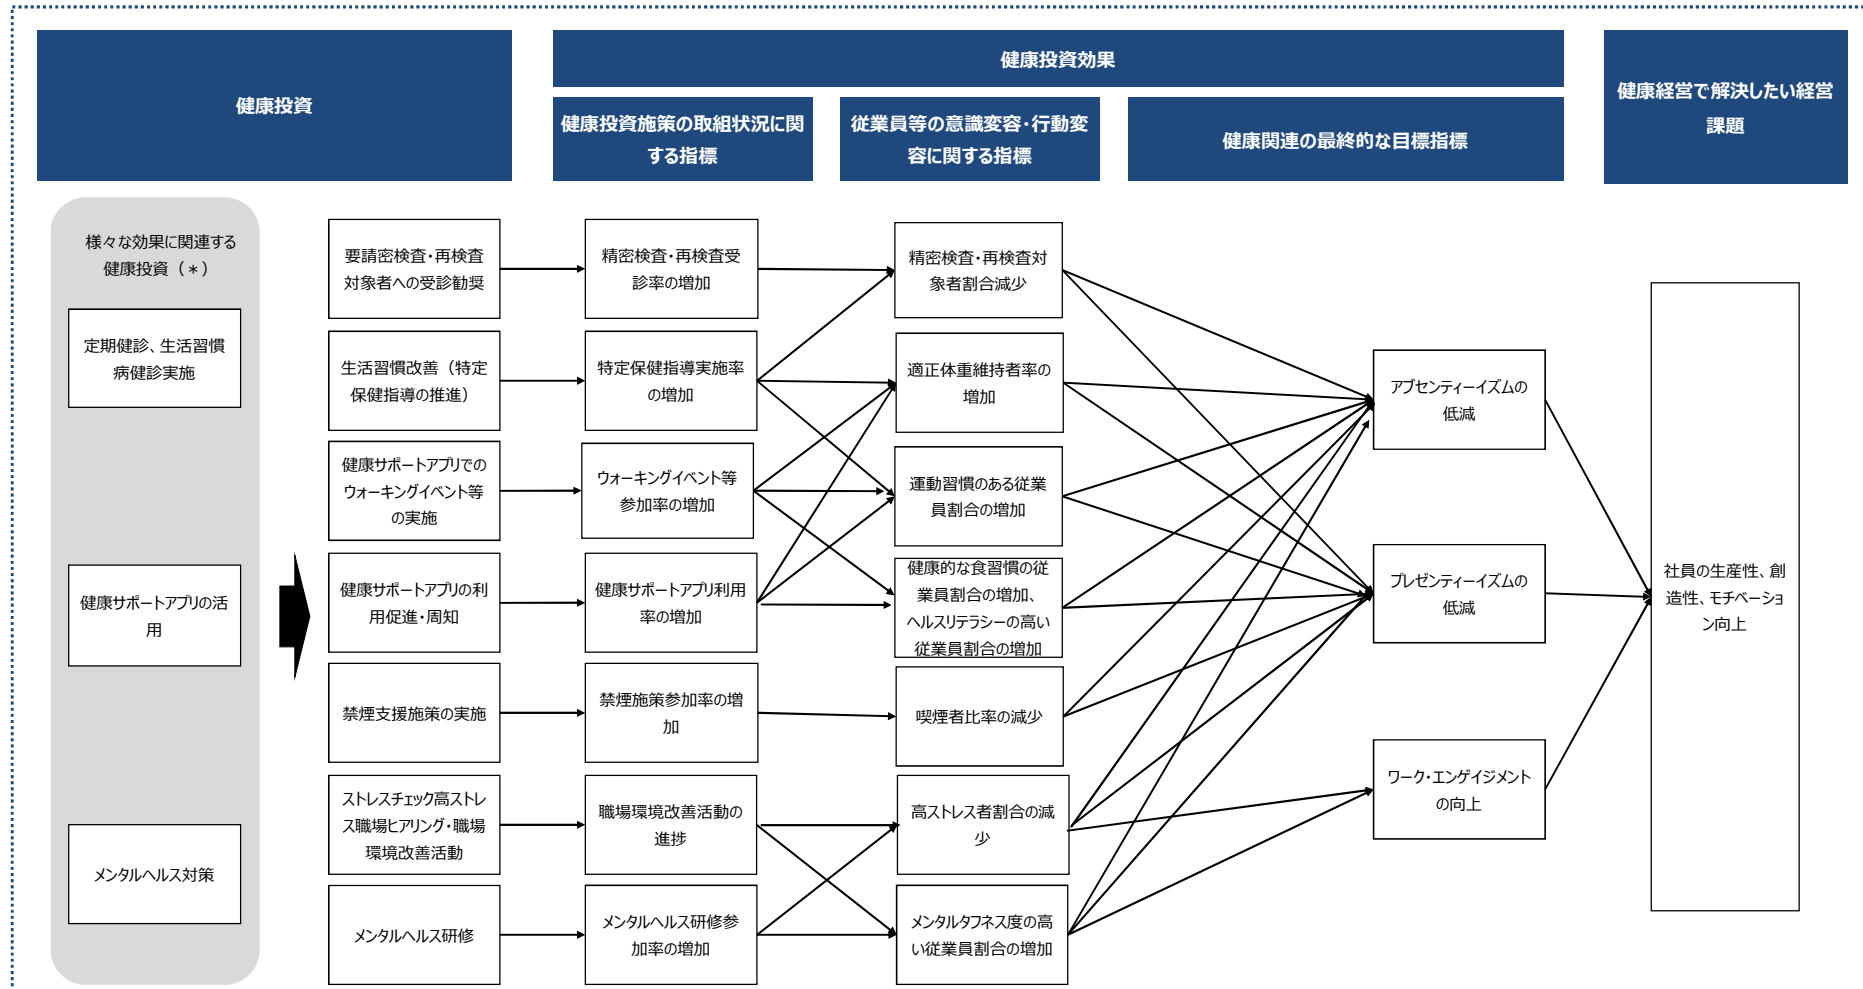 健康投資
健康投資効果
健康経営で解決したい経営
課題
健康投資施策の取組状況に関
する指標
従業員等の意識変容・行動変
容に関する指標
健康関連の最終的な目標指標
様々な効果に関連する
健康投資（＊）
定期健診、生活習慣
病健診実施
健康サポートアプリの活
用
メンタルヘルス対策
要請密検査・再検査
対象者への受診勧奨
生活習慣改善（特定
保健指導の推進）
健康サポートアプリでの
ウォーキングイベント等
の実施
健康サポートアプリの利
用促進・周知
禁煙支援施策の実施
ストレスチェック高ストレ
ス職場ヒアリング・職場
環境改善活動
メンタルヘルス研修
精密検査・再検査受
診率の増加
特定保健指導実施率
の増加
ウォーキングイベント等
参加率の増加
健康サポートアプリ利用
率の増加
禁煙施策参加率の増
加
職場環境改善活動の
進捗
メンタルヘルス研修参
加率の増加
精密検査・再検査対
象者割合減少
適正体重維持者率の
増加
運動習慣のある従業
員割合の増加
健康的な食習慣の従
業員割合の増加、
ヘルスリテラシーの高い
従業員割合の増加
喫煙者比率の減少
高ストレス者割合の減
少
メンタルタフネス度の高
い従業員割合の増加
アブセンティーイズムの
低減
プレゼンティーイズムの
低減
ワーク・エンゲイジメント
の向上
社員の生産性、創
造性、モチベーショ
ン向上